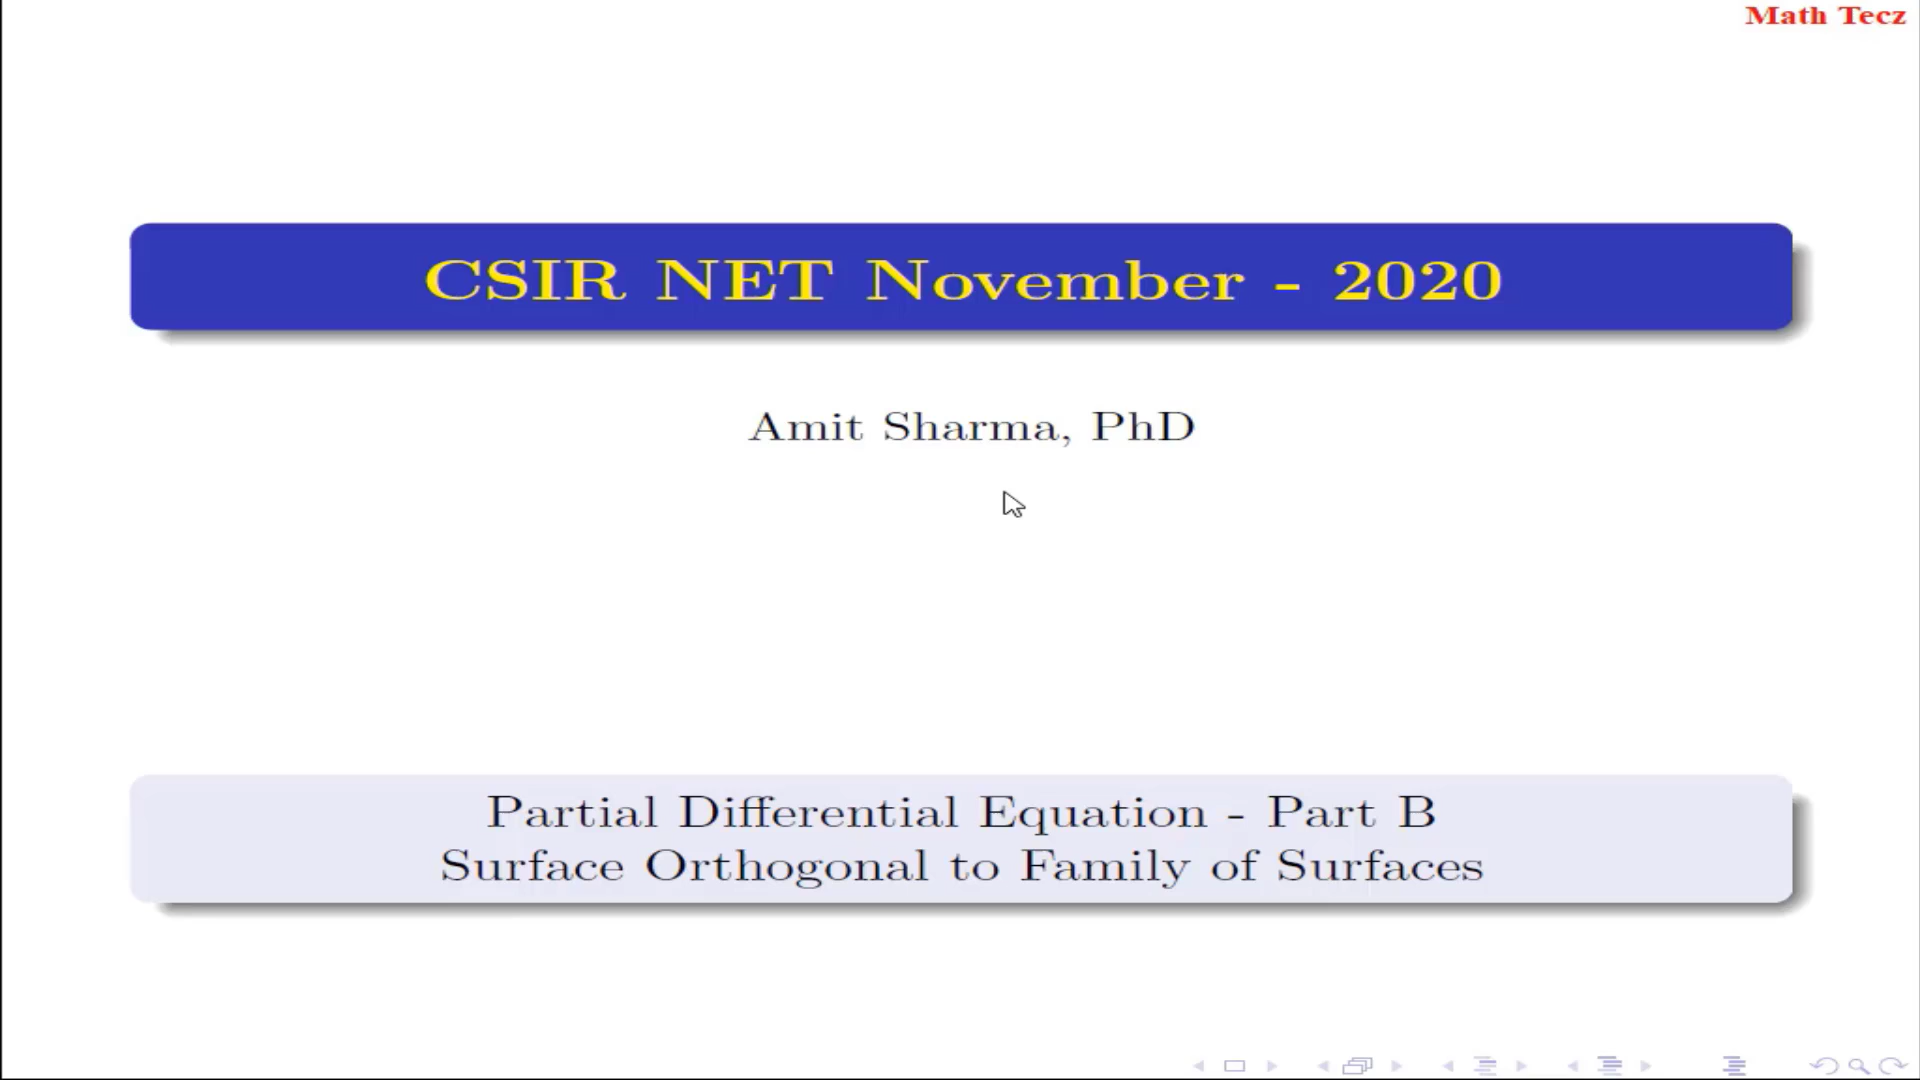 Math Tecz
CSIR NET November - 2020
Amit Sharma, PhD
Partial Differential Equation - Part B
Surface Orthogonal to Family of Surfaces